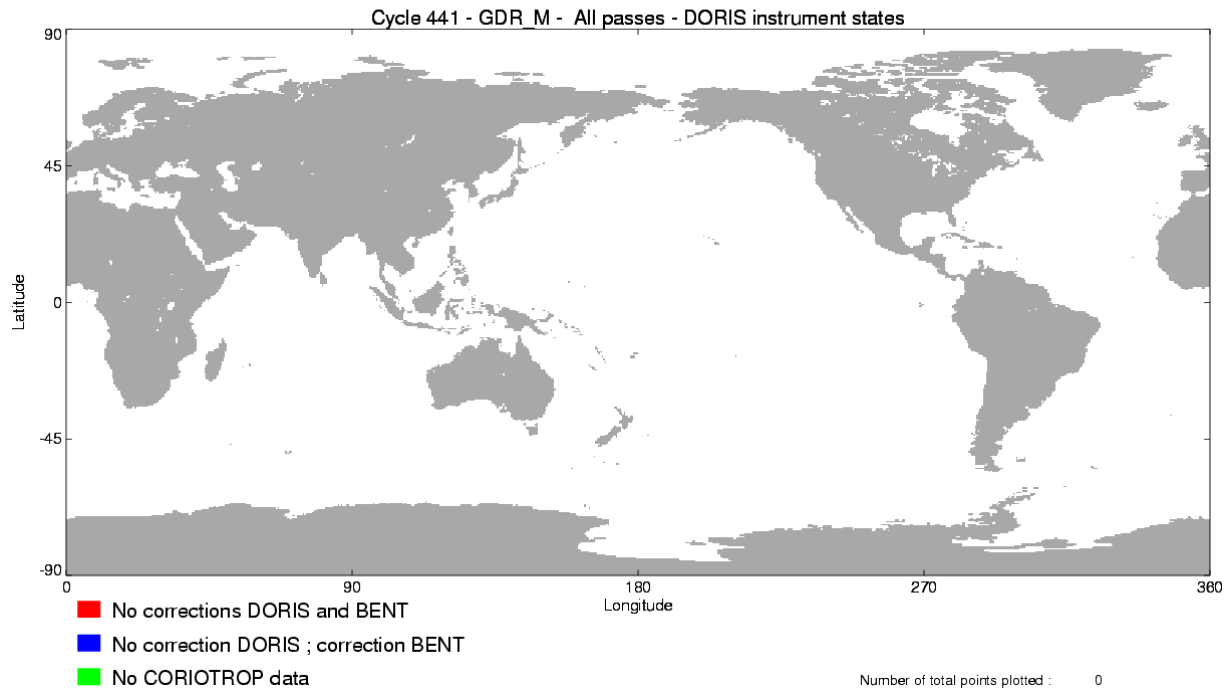 Cycle 441 - GDR_M - All passes - DORIS instrument states
90
45
0
-45
-90
Latitude
0 90 180 270 360
Longitude
No corrections DORIS and BENT
No correction DORIS ; correction BENT
No CORIOTROP data
Number of total points plotted : 0